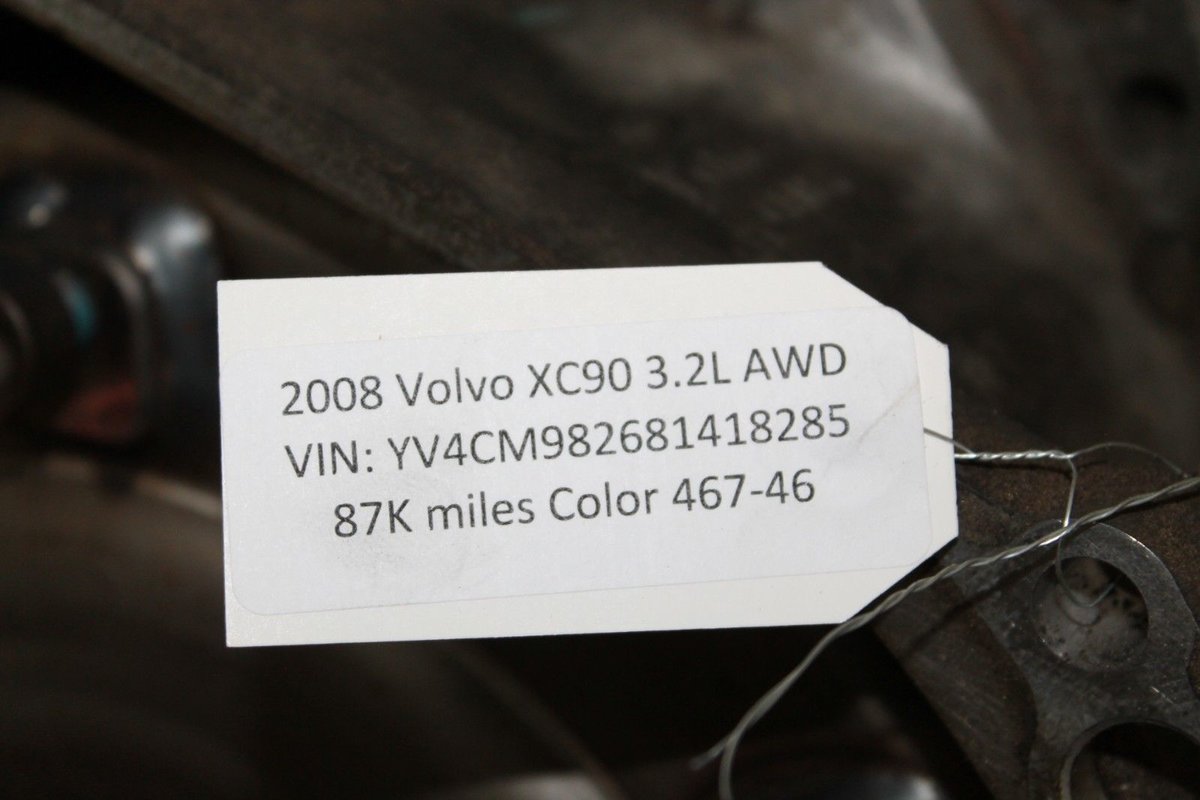 2008 Volvo XC90 3.2L AWD
VIN: YV4CM982681418285
87K miles Color 467-46